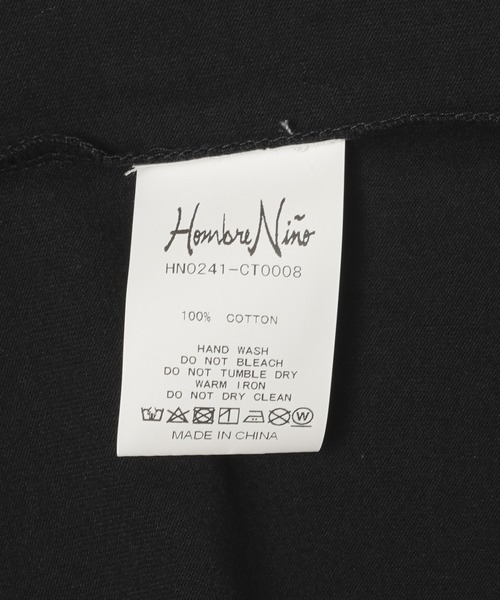 Hombre Niño
HN0241-CT0008
100% COTTON
HAND WASH
DO NOT BLEACH
DO NOT TUMBLE DRY
WARM IRON
DO NOT DRY CLEAN
W
MADE IN CHINA